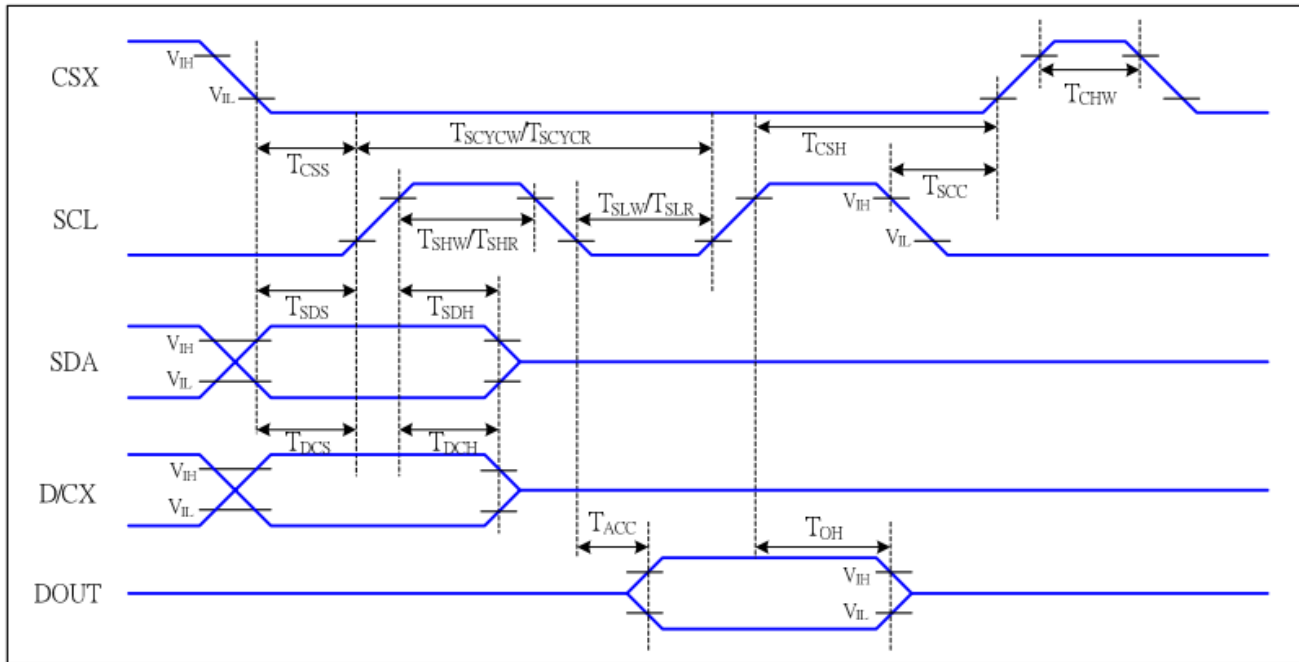 CSX
VIH
VIL
TCHW
TSCYCW/TSCYCR
TCSS
TCSH
TSCC
SCL
TSLW/TSLR
VIH
TSHW/TSHR
VIL
TSDS
TSDH
SDA
VIH
VIL
TDCS
TDCH
D/CX
VIH
VIL
TACC
TOH
DOUT
VIH
VIL